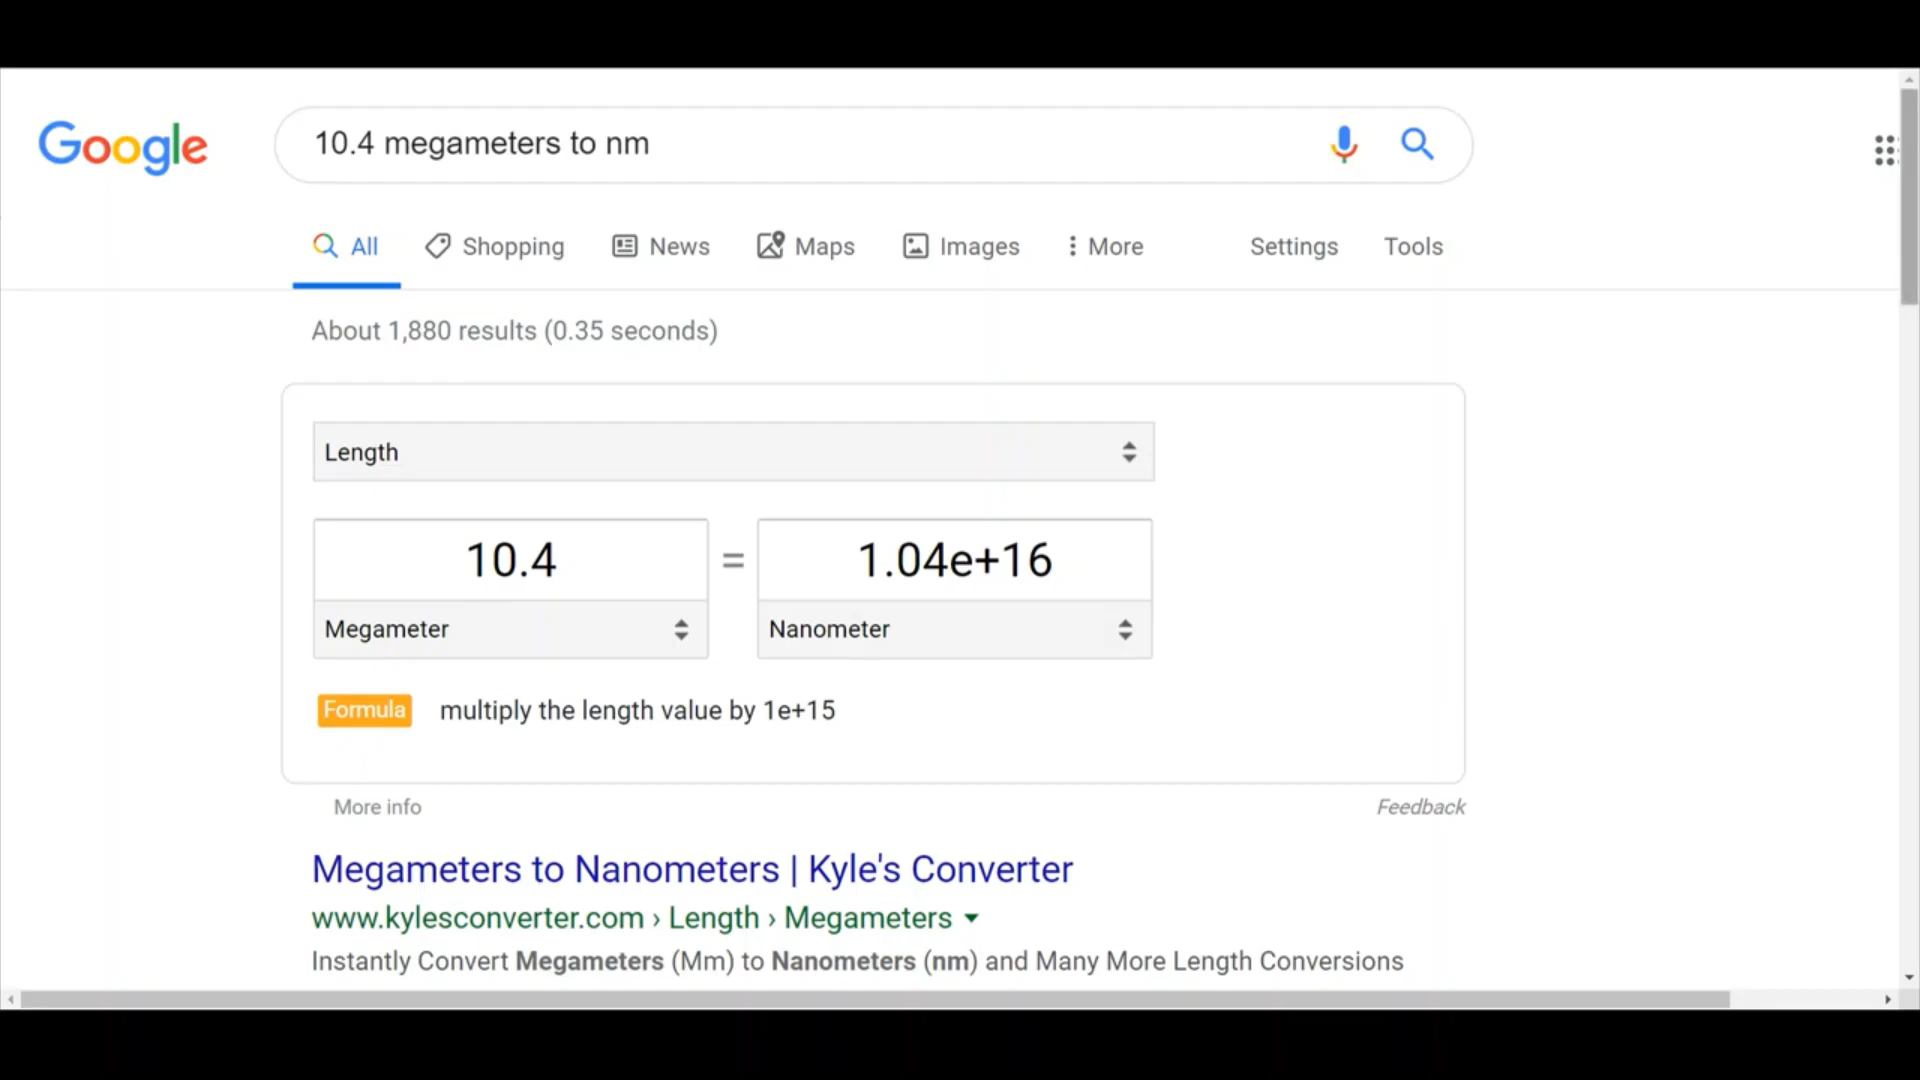 Google
10.4 megameters to nm
All Shopping News Maps Images More Settings Tools
About 1,880 results (0.35 seconds)
Length
10.4 = 1.04e+16
Megameter Nanometer
Formula multiply the length value by 1e+15
More info Feedback
Megameters to Nanometers | Kyle's Converter
www.kylesconverter.com › Length › Megameters
Instantly Convert Megameters (Mm) to Nanometers (nm) and Many More Length Conversions